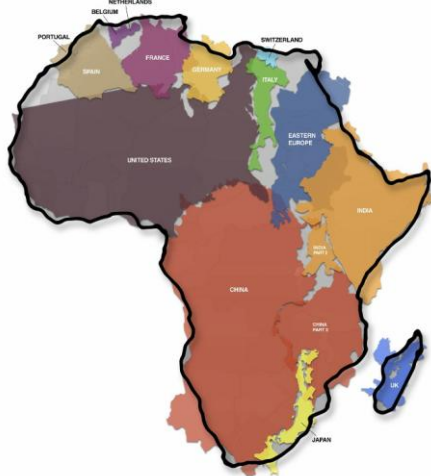 NETHERLANDS
BELGIUM
PORTUGAL
SWITZERLAND
SPAIN
FRANCE
GERMANY
ITALY
EASTERN
EUROPE
UNITED STATES
INDIA
INDIA
PART 2
CHINA
CHINA
PART 2
UK
JAPAN